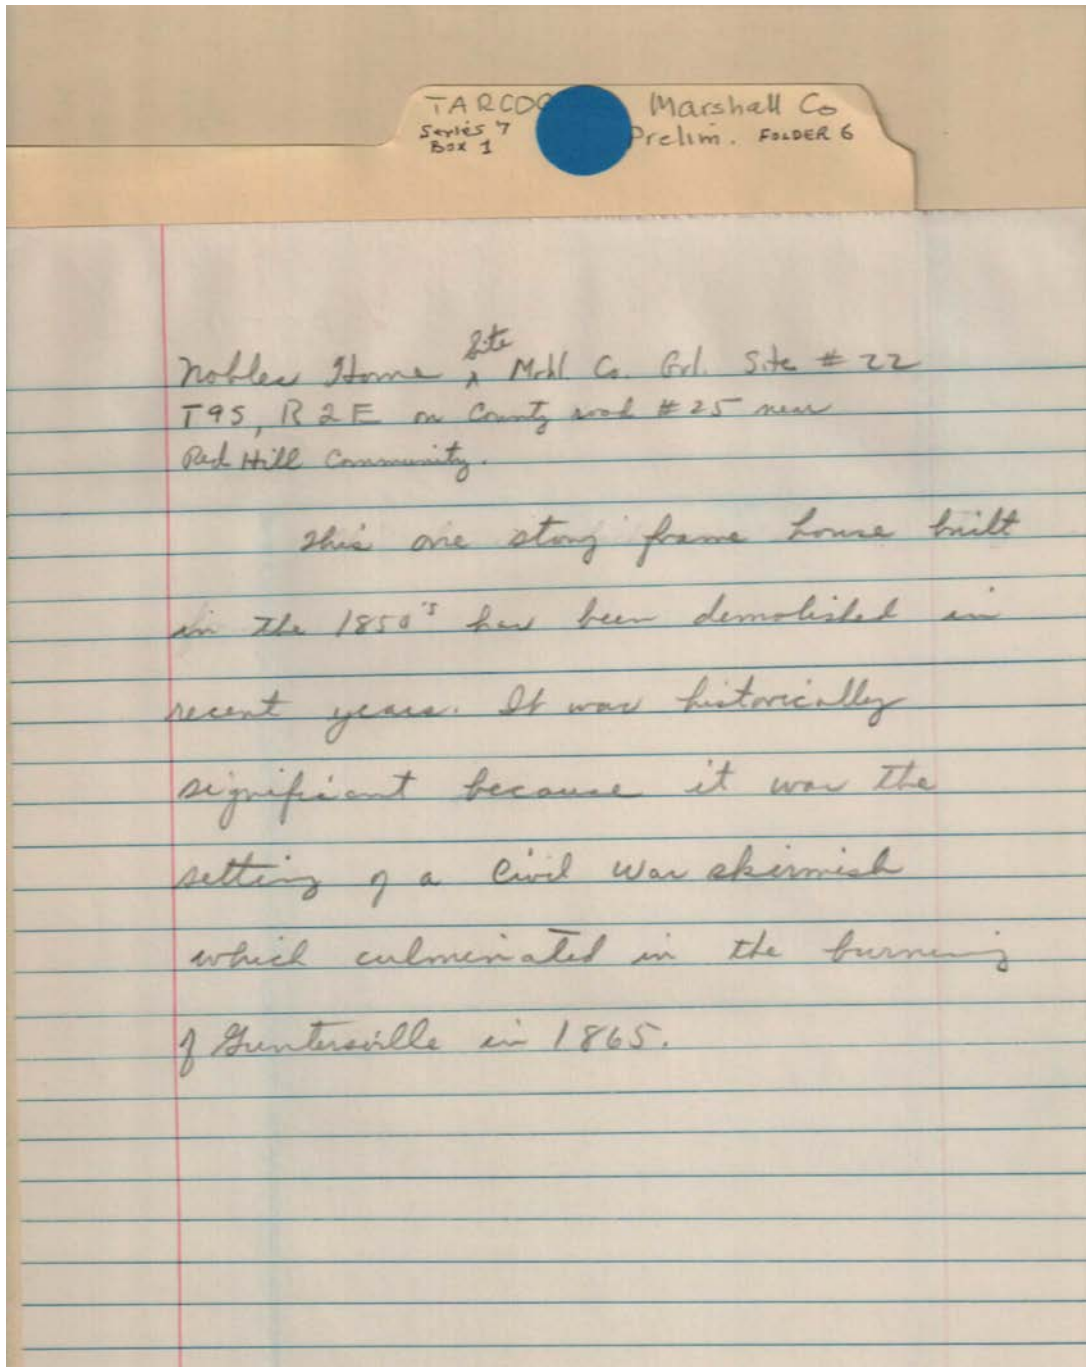 TARCOG Marshall Co
Series 7 Prelim. FOLDER 6
Box 1
Site
Nobles Home ^ Mrhl. Co. Grl. Site # 22
T9S, R2E on County road # 25 near
Red Hill Community.
This one story frame house built
in the 1850's has been demolished in
recent years. It was historically
significant because it was the
setting of a Civil War skirmish
which culminated in the burning
of Guntersville in 1865.